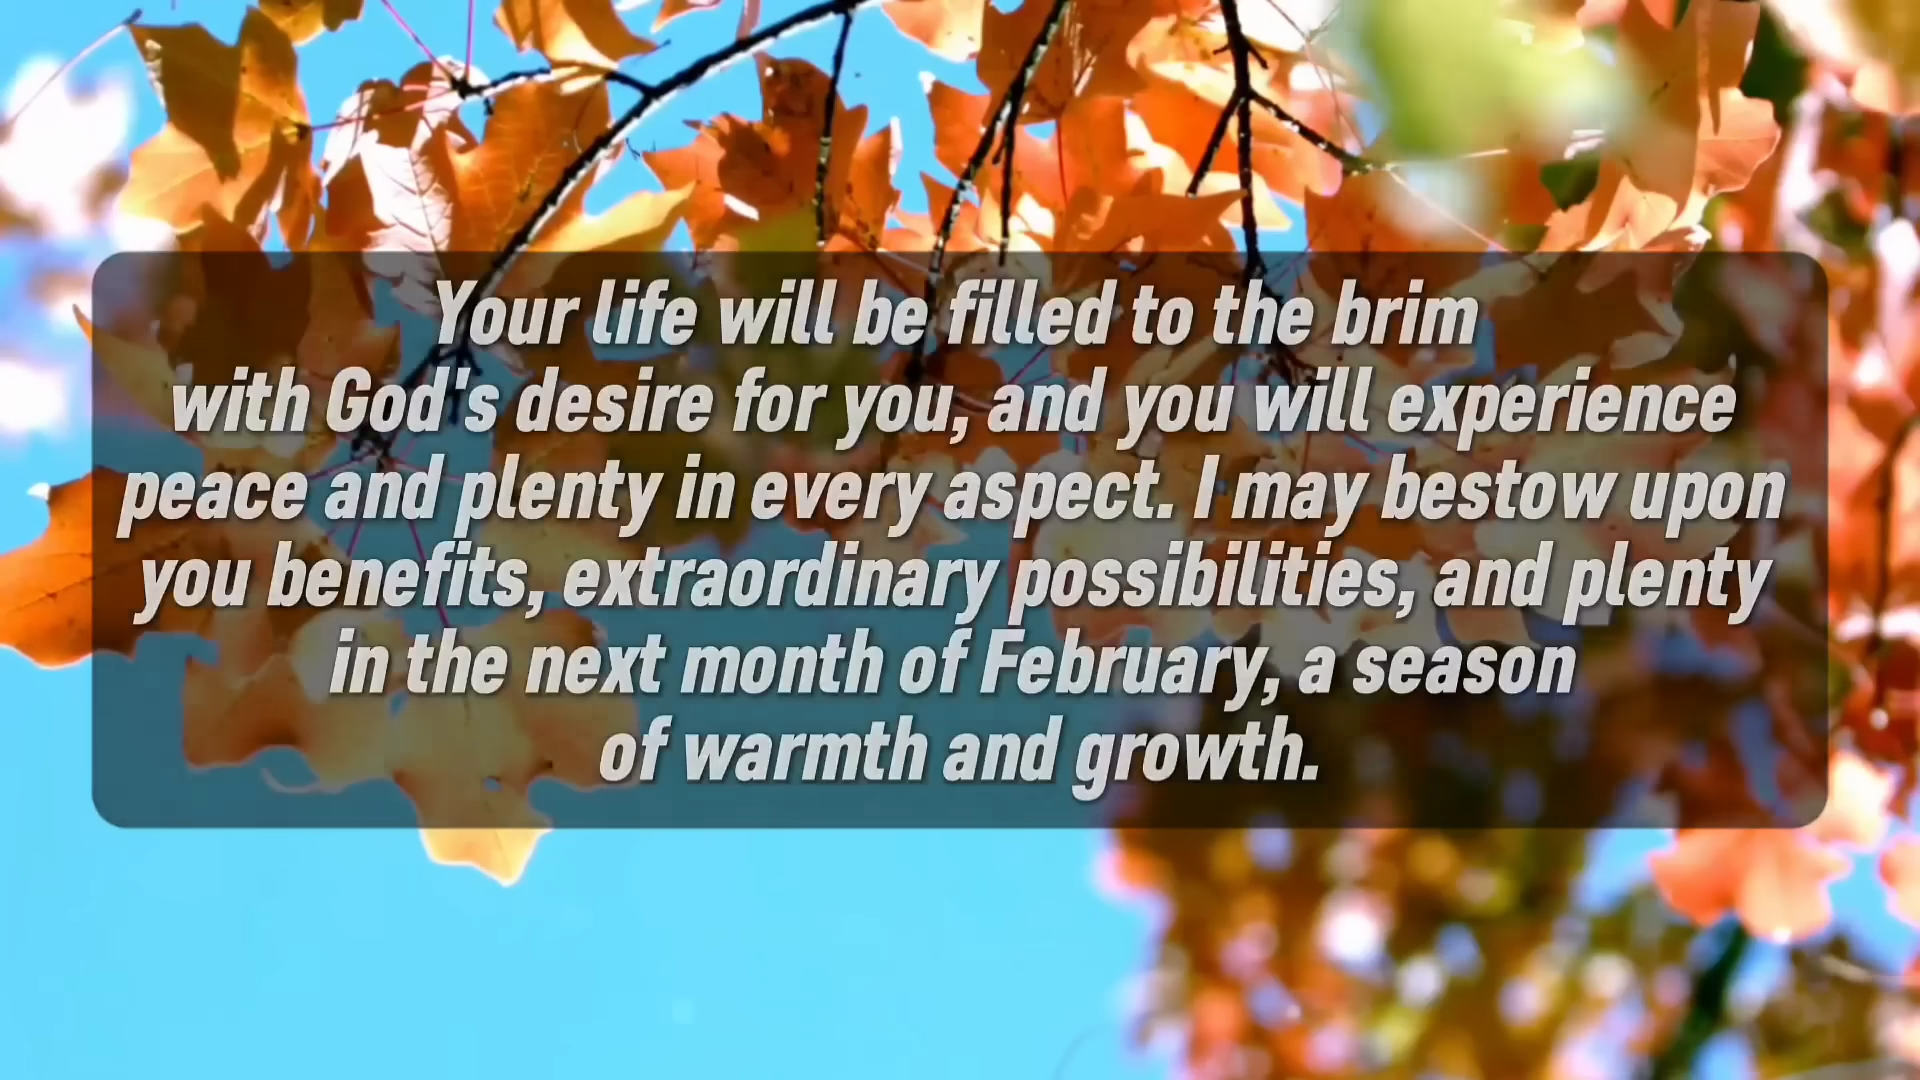 Your life will be filled to the brim
with God's desire for you, and you will experience
peace and plenty in every aspect. I may bestow upon
you benefits, extraordinary possibilities, and plenty
in the next month of February, a season
of warmth and growth.